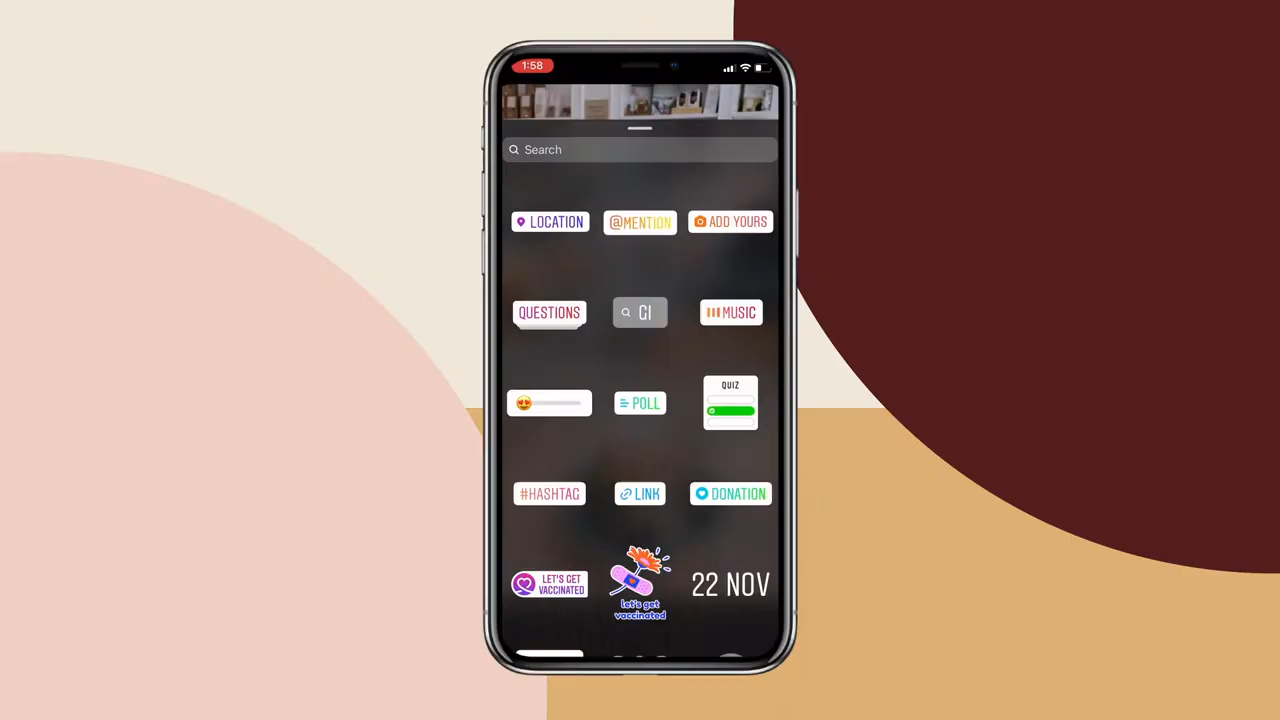 1:58
Search
LOCATION
@MENTION
ADD YOURS
QUESTIONS
GI
MUSIC
POLL
QUIZ
#HASHTAG
LINK
DONATION
LET'S GET
VACCINATED
let's get
vaccinated
22 NOV